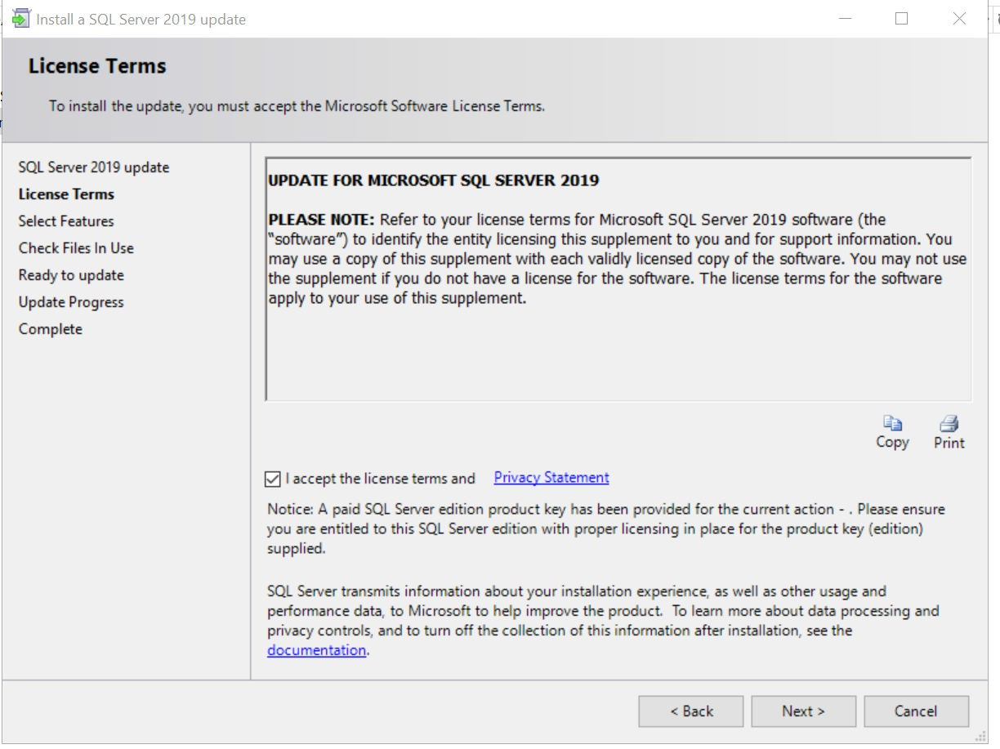 Install a SQL Server 2019 update
License Terms
To install the update, you must accept the Microsoft Software License Terms.
SQL Server 2019 update
License Terms
Select Features
Check Files In Use
Ready to update
Update Progress
Complete
UPDATE FOR MICROSOFT SQL SERVER 2019
PLEASE NOTE: Refer to your license terms for Microsoft SQL Server 2019 software (the
“software”) to identify the entity licensing this supplement to you and for support information. You
may use a copy of this supplement with each validly licensed copy of the software. You may not use
the supplement if you do not have a license for the software. The license terms for the software
apply to your use of this supplement.
Copy
Print
I accept the license terms and Privacy Statement
Notice: A paid SQL Server edition product key has been provided for the current action - . Please ensure
you are entitled to this SQL Server edition with proper licensing in place for the product key (edition)
supplied.
SQL Server transmits information about your installation experience, as well as other usage and
performance data, to Microsoft to help improve the product.  To learn more about data processing and
privacy controls, and to turn off the collection of this information after installation, see the
documentation.
< Back
Next >
Cancel